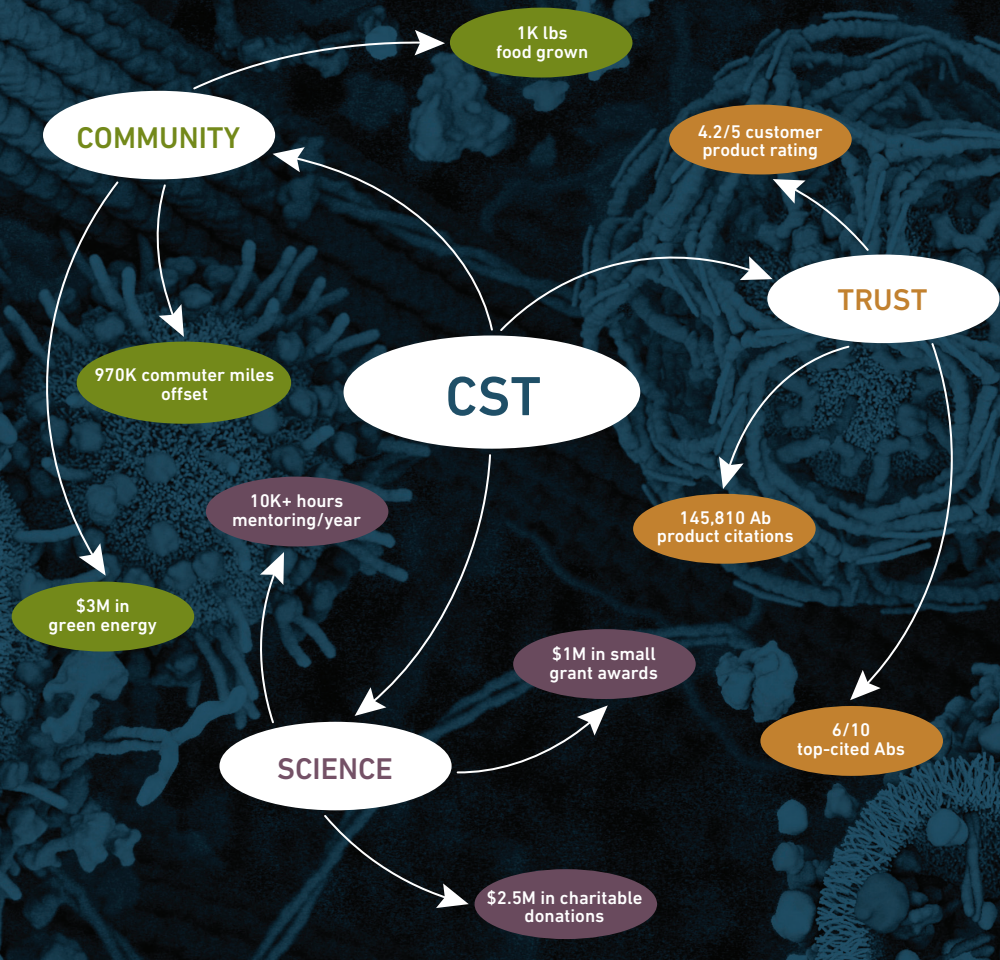 1K lbs
food grown
COMMUNITY
4.2/5 customer
product rating
TRUST
970K commuter miles
offset
CST
10K+ hours
mentoring/year
145,810 Ab
product citations
$3M in
green energy
$1M in small
grant awards
6/10
top-cited Abs
SCIENCE
$2.5M in charitable
donations